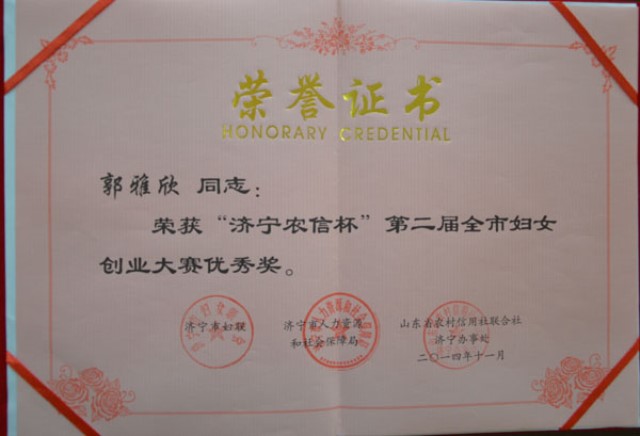 荣誉证书
HONORARY CREDENTIAL
郭雅欣 同志：
荣获“济宁农信杯”第二届全市妇女
创业大赛优秀奖。
济宁市妇联
济宁市人力资源
和社会保障局
山东省农村信用社联合社
济宁办事处
二〇一四年十一月